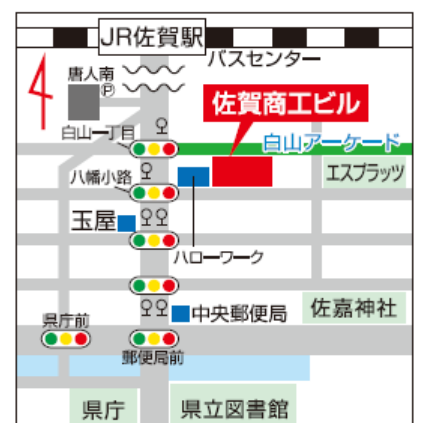 JR佐賀駅
バスセンター
唐人南
Ⓟ
佐賀商工ビル
白山一丁目
白山アーケード
八幡小路
エスプラッツ
玉屋
ハローワーク
中央郵便局
佐嘉神社
県庁前
郵便局前
県庁
県立図書館